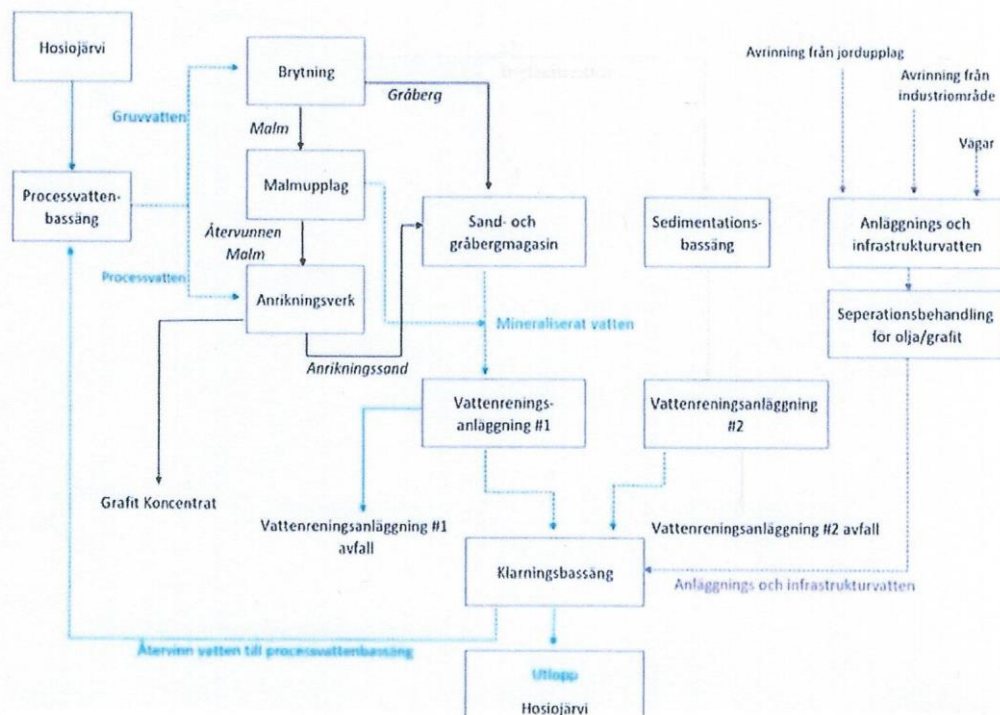 Hosiojärvi
Brytning
Avrinning från jordupplag
Avrinning från
industriområde
Vägar
Gråberg
Gruvvatten
Malm
Malmupplag
Processvatten-
bassäng
Sand- och
gråbergmagasin
Sedimentations-
bassäng
Anläggnings och
infrastrukturvatten
Återvunnen
Malm
Processvatten
Anrikningsverk
Mineraliserat vatten
Seperationsbehandling
för olja/grafit
Anrikningssand
Vattenrenings-
anläggning #1
Vattenreningsanläggning
#2
Grafit Koncentrat
Vattenreningsanläggning #1
avfall
Vattenreningsanläggning #2 avfall
Klarningsbassäng
Anläggnings och infrastrukturvatten
Återvinn vatten till processvattenbassäng
Utlopp
Hosiojärvi